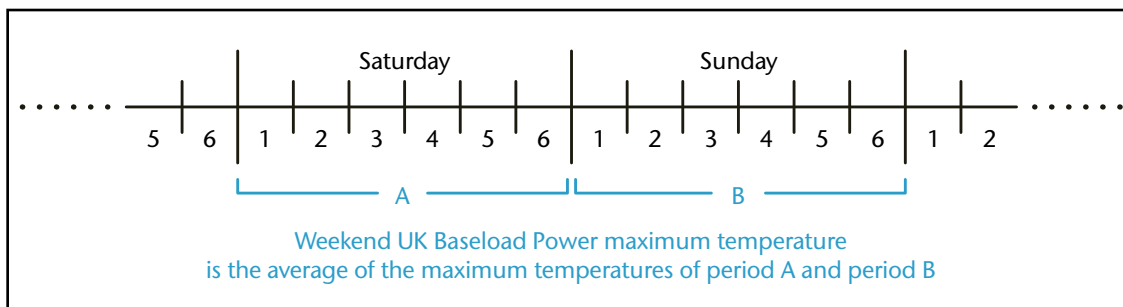 Saturday Sunday
5 6 1 2 3 4 5 6 1 2 3 4 5 6 1 2
A B
Weekend UK Baseload Power maximum temperature
is the average of the maximum temperatures of period A and period B